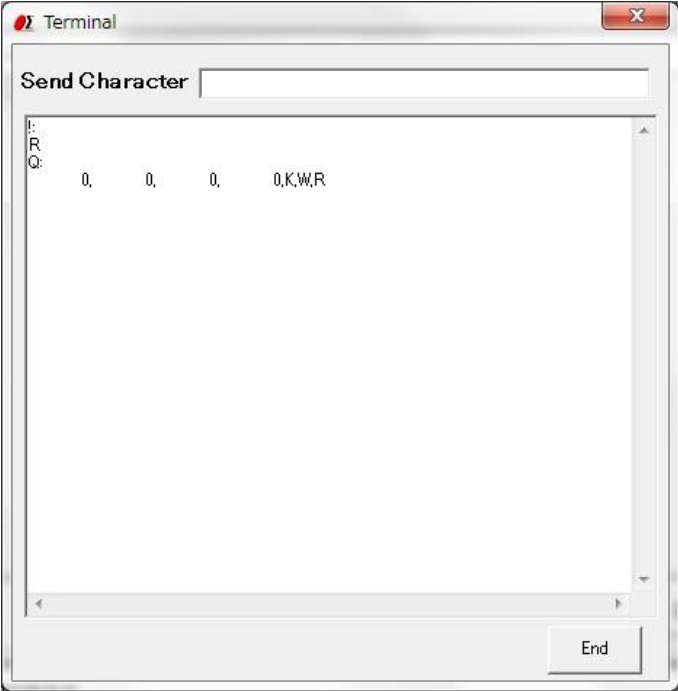 Terminal
Send Character
!:
R
Q:
0, 0, 0, 0,K,W,R
End